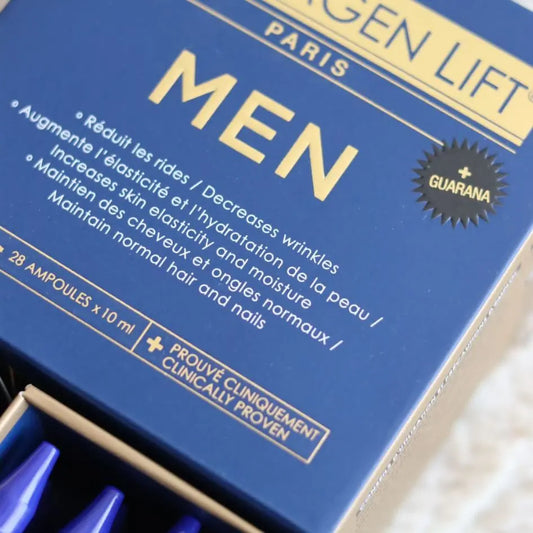 LIFT®
PARIS
MEN
+
GUARANA
• Réduit les rides / Decreases wrinkles
• Augmente l'élasticité et l'hydratation de la peau /
Increases skin elasticity and moisture
• Maintien des cheveux et ongles normaux /
Maintain normal hair and nails
28 AMPOULES x 10 ml
+ PROUVÉ CLINIQUEMENT
CLINICALLY PROVEN